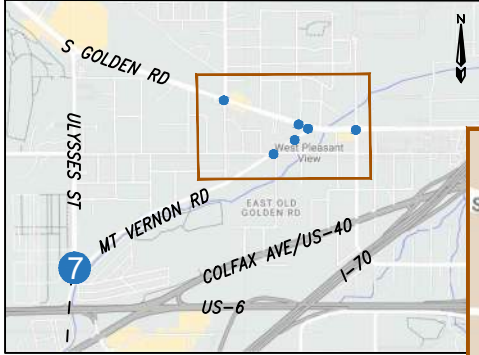 N
S GOLDEN RD
ULYSSES ST
West Pleasant
View
EAST OLD
GOLDEN RD
MT VERNON RD
7
COLFAX AVE/US-40
I-70
US-6
S